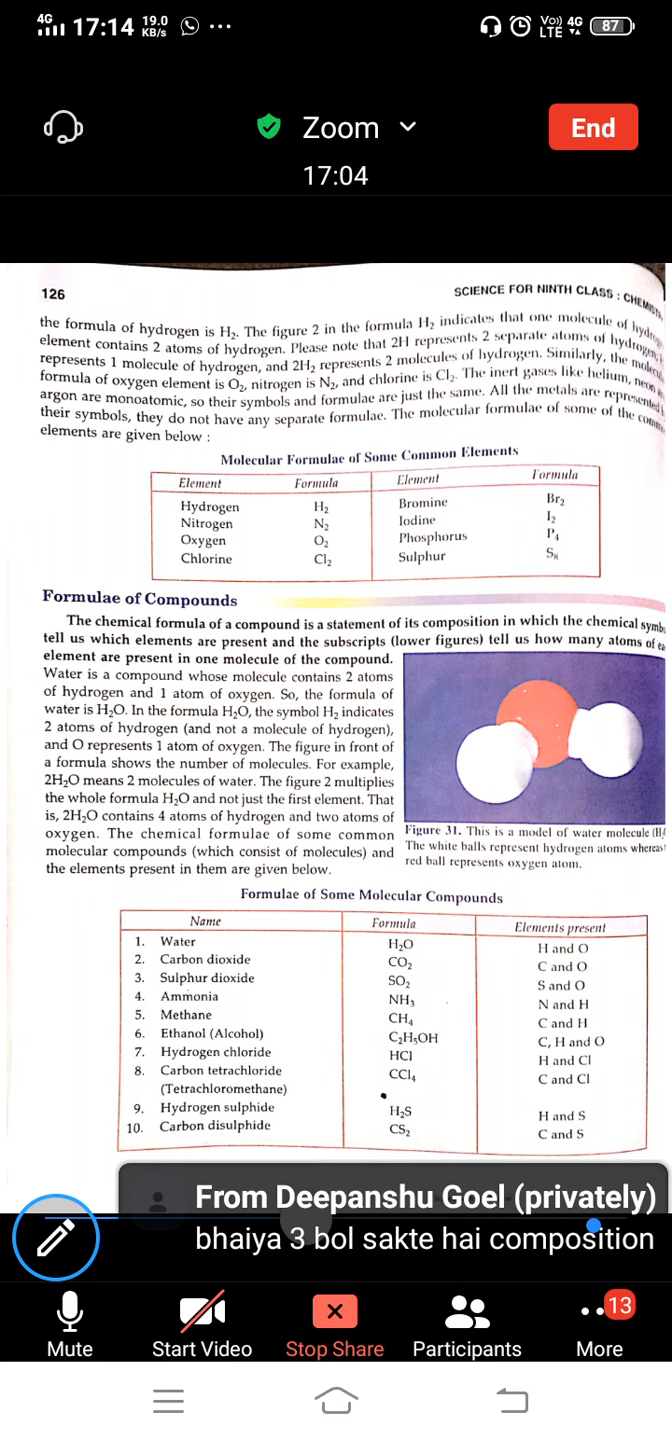 4G 17:14 19.0 KB/s ... Vo) LTE 4G 87
Zoom
End
17:04
126
SCIENCE FOR NINTH CLASS : CHEMIST
the formula of hydrogen is H₂. The figure 2 in the formula H₂ indicates that one molecule of
element contains 2 atoms of hydrogen. Please note that 2H represents 2 separate atoms of hydrogen
represents 1 molecule of hydrogen, and 2H₂ represents 2 molecules of hydrogen. Similarly, the
formula of oxygen element is O₂, nitrogen is N₂, and chlorine is Cl₂. The inert gases like helium, neon
argon are monoatomic, so their symbols and formulae are just the same. All the metals are represented
their symbols, they do not have any separate formulae. The molecular formulae of some of the
elements are given below :
Molecular Formulae of Some Common Elements
Element Formula Element Formula
Hydrogen H₂ Bromine Br₂
Nitrogen N₂ Iodine I₂
Oxygen O₂ Phosphorus P₄
Chlorine Cl₂ Sulphur S₈
Formulae of Compounds
The chemical formula of a compound is a statement of its composition in which the chemical symb
tell us which elements are present and the subscripts (lower figures) tell us how many atoms of ea
element are present in one molecule of the compound.
Water is a compound whose molecule contains 2 atoms
of hydrogen and 1 atom of oxygen. So, the formula of
water is H₂O. In the formula H₂O, the symbol H₂ indicates
2 atoms of hydrogen (and not a molecule of hydrogen),
and O represents 1 atom of oxygen. The figure in front of
a formula shows the number of molecules. For example,
2H₂O means 2 molecules of water. The figure 2 multiplies
the whole formula H₂O and not just the first element. That
is, 2H₂O contains 4 atoms of hydrogen and two atoms of
oxygen. The chemical formulae of some common
molecular compounds (which consist of molecules) and
the elements present in them are given below.
Figure 31. This is a model of water molecule (H
The white balls represent hydrogen atoms whereas
red ball represents oxygen atom.
Formulae of Some Molecular Compounds
Name Formula Elements present
1. Water H₂O H and O
2. Carbon dioxide CO₂ C and O
3. Sulphur dioxide SO₂ S and O
4. Ammonia NH₃ N and H
5. Methane CH₄ C and H
6. Ethanol (Alcohol) C₂H₅OH C, H and O
7. Hydrogen chloride HCl H and Cl
8. Carbon tetrachloride CCl₄ C and Cl
(Tetrachloromethane)
9. Hydrogen sulphide H₂S H and S
10. Carbon disulphide CS₂ C and S
From Deepanshu Goel (privately)
bhaiya 3 bol sakte hai composition
13
Mute Start Video Stop Share Participants More